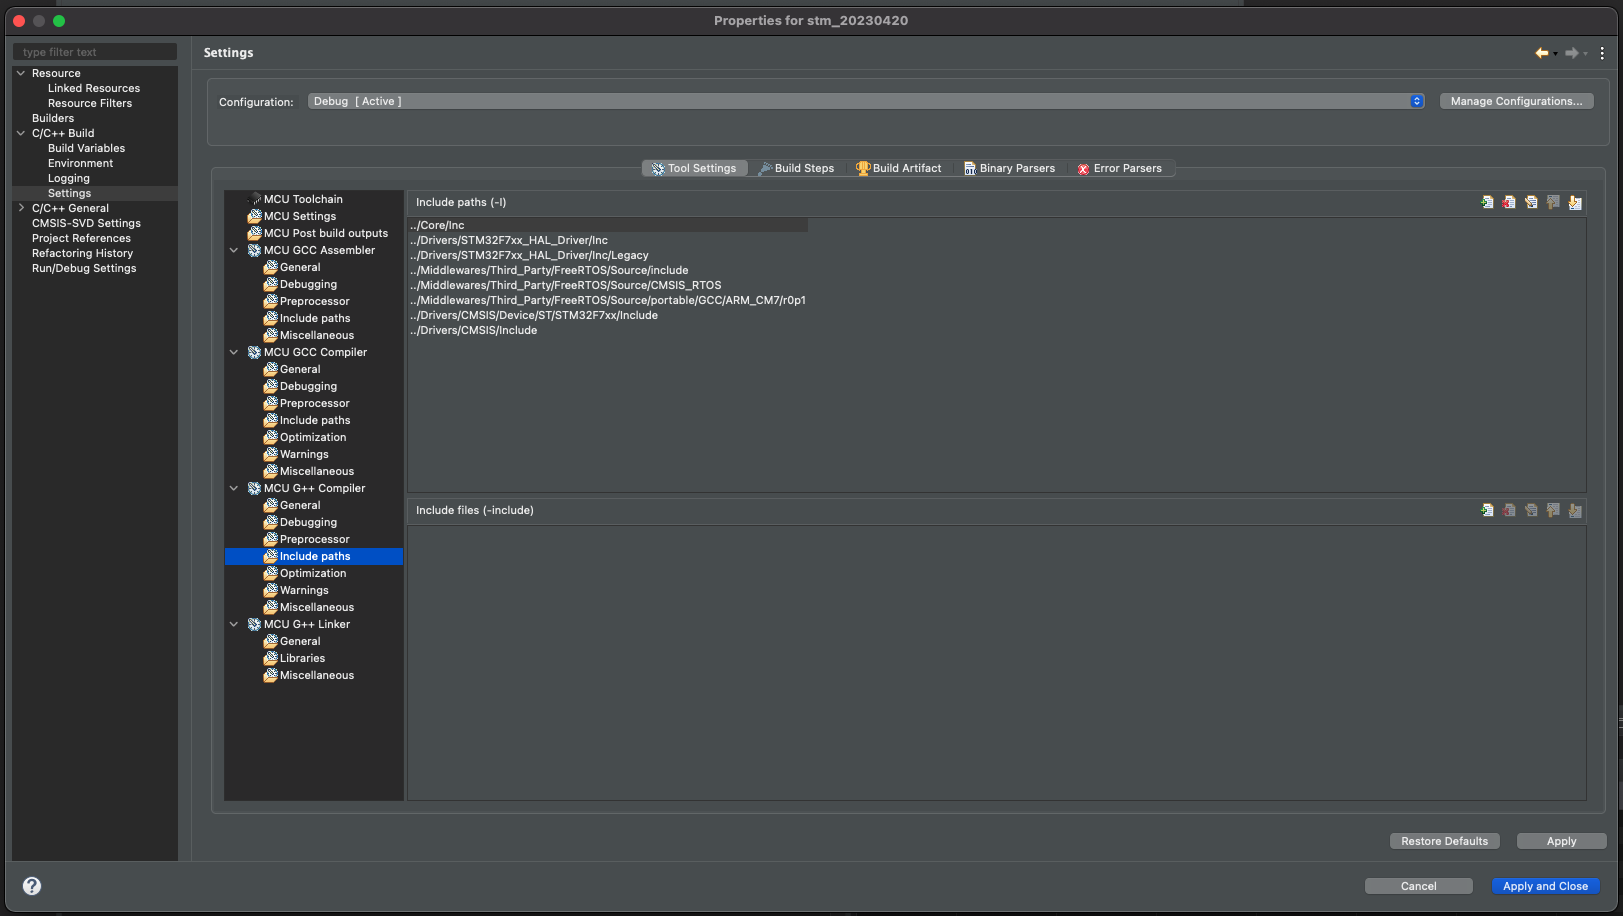 Properties for stm_20230420
type filter text
Resource
Linked Resources
Resource Filters
Builders
C/C++ Build
Build Variables
Environment
Logging
Settings
C/C++ General
CMSIS-SVD Settings
Project References
Refactoring History
Run/Debug Settings
Settings
Configuration:
Debug [ Active ]
Manage Configurations...
Tool Settings
Build Steps
Build Artifact
Binary Parsers
Error Parsers
MCU Toolchain
MCU Settings
MCU Post build outputs
MCU GCC Assembler
General
Debugging
Preprocessor
Include paths
Miscellaneous
MCU GCC Compiler
General
Debugging
Preprocessor
Include paths
Optimization
Warnings
Miscellaneous
MCU G++ Compiler
General
Debugging
Preprocessor
Include paths
Optimization
Warnings
Miscellaneous
MCU G++ Linker
General
Libraries
Miscellaneous
Include paths (-I)
../Core/Inc
../Drivers/STM32F7xx_HAL_Driver/Inc
../Drivers/STM32F7xx_HAL_Driver/Inc/Legacy
../Middlewares/Third_Party/FreeRTOS/Source/include
../Middlewares/Third_Party/FreeRTOS/Source/CMSIS_RTOS
../Middlewares/Third_Party/FreeRTOS/Source/portable/GCC/ARM_CM7/r0p1
../Drivers/CMSIS/Device/ST/STM32F7xx/Include
../Drivers/CMSIS/Include
Include files (-include)
Restore Defaults
Apply
?
Cancel
Apply and Close